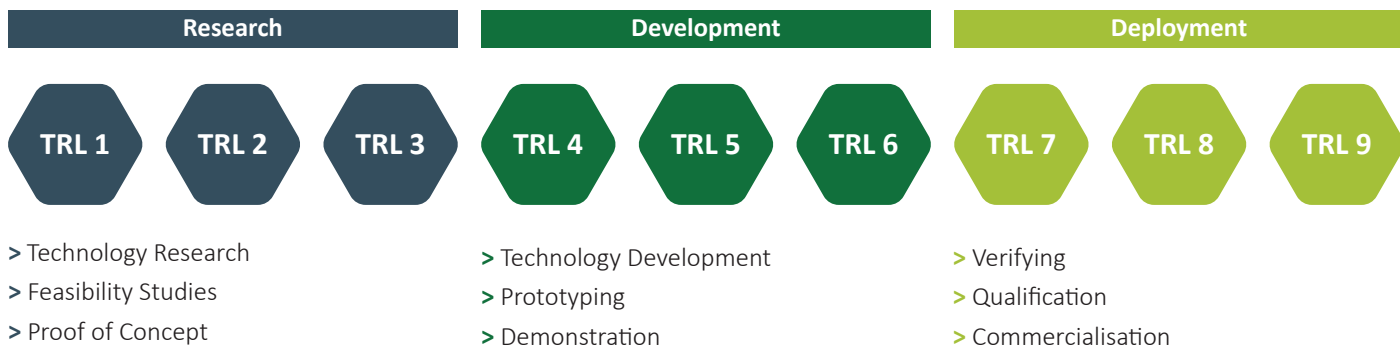 Research
Development
Deployment
TRL 1
TRL 2
TRL 3
TRL 4
TRL 5
TRL 6
TRL 7
TRL 8
TRL 9
> Technology Research
> Feasibility Studies
> Proof of Concept
> Technology Development
> Prototyping
> Demonstration
> Verifying
> Qualification
> Commercialisation